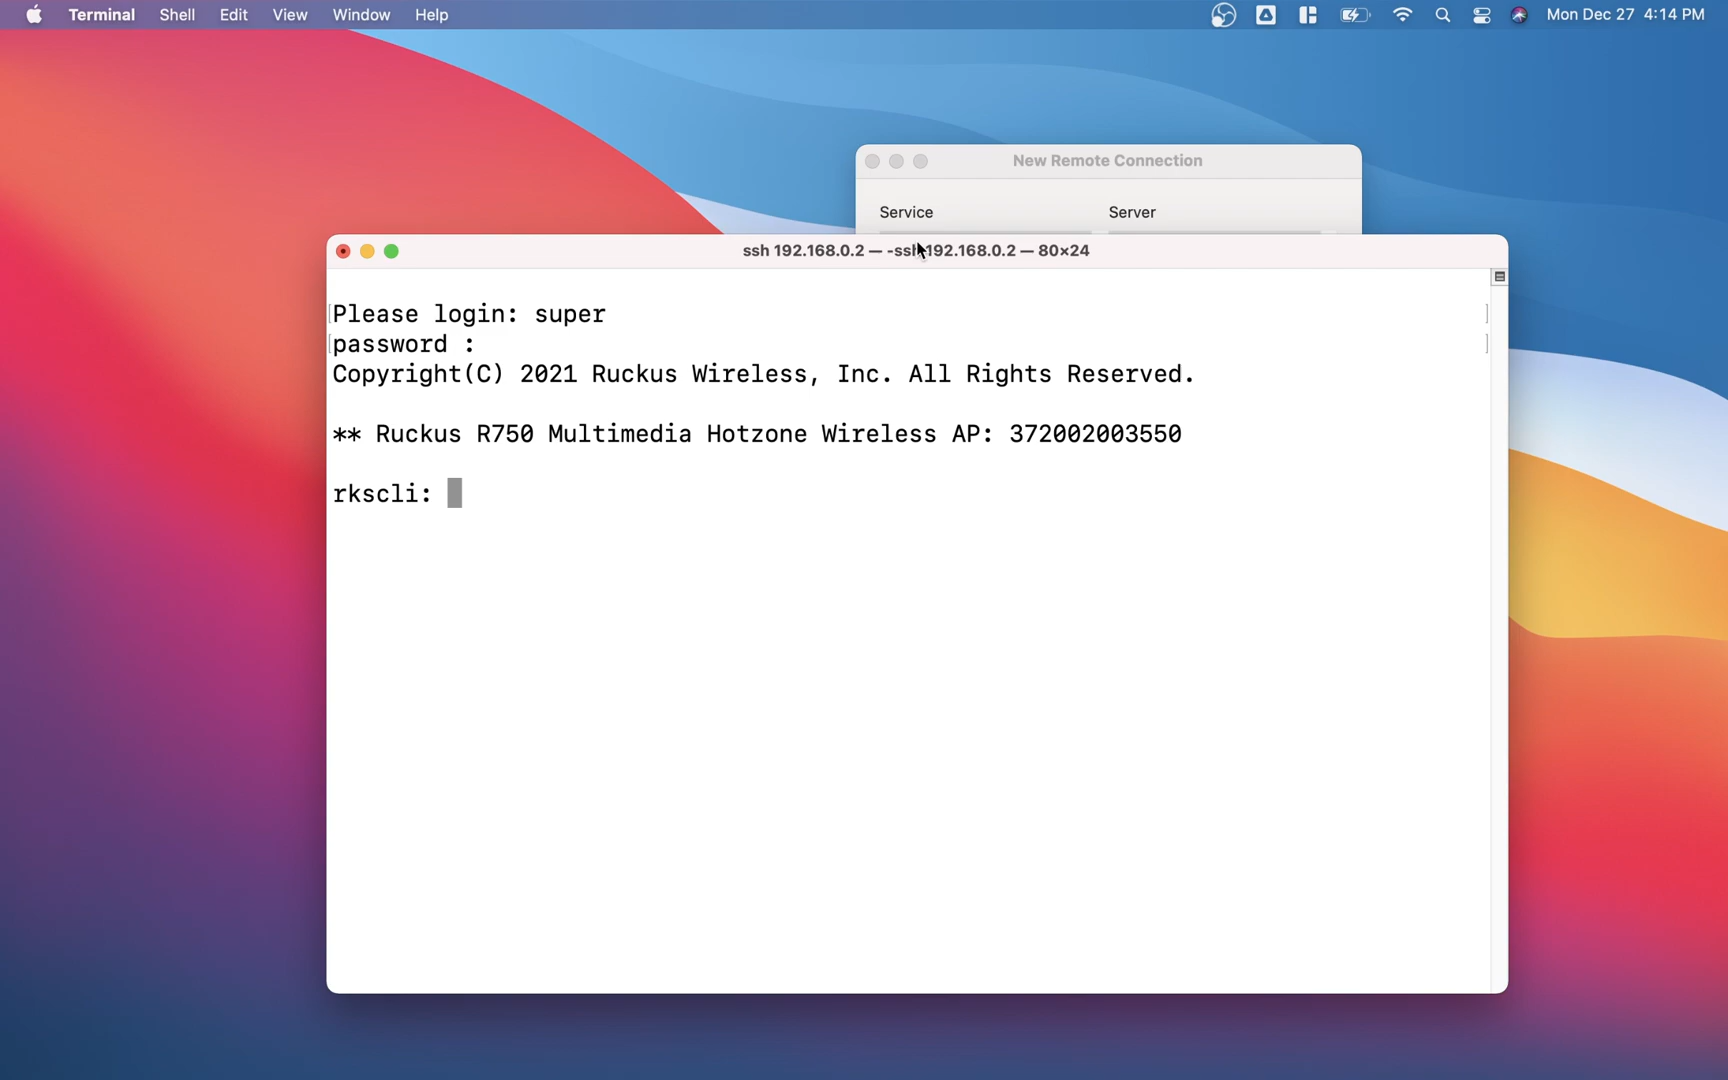 Terminal Shell Edit View Window Help Mon Dec 27 4:14 PM
New Remote Connection
Service Server
ssh 192.168.0.2 — -ssh 192.168.0.2 — 80×24
Please login: super
password :
Copyright(C) 2021 Ruckus Wireless, Inc. All Rights Reserved.
** Ruckus R750 Multimedia Hotzone Wireless AP: 372002003550
rkscli: